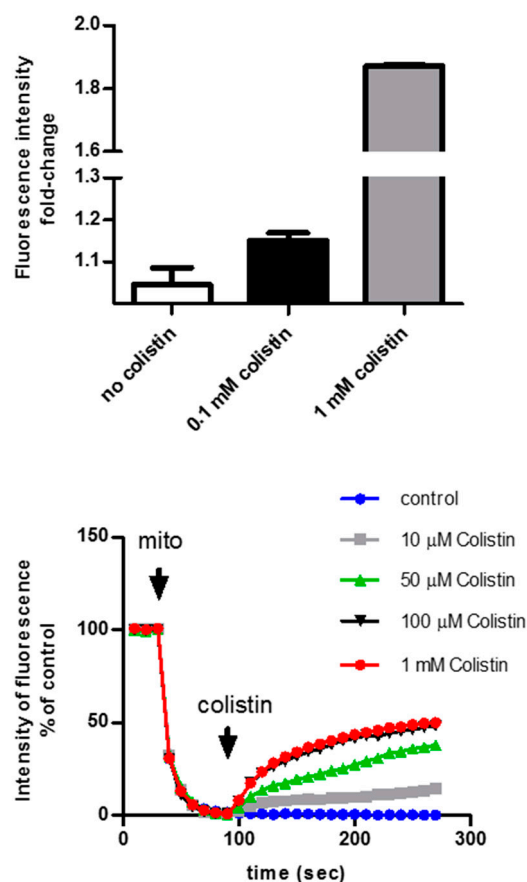 Fluorescence intensity
fold-change
2.0
1.8
1.6
1.3
1.2
1.1
no colistin
0.1 mM colistin
1 mM colistin
control
10 μM Colistin
50 μM Colistin
100 μM Colistin
1 mM Colistin
Intensity of fluorescence
% of control
150
100
50
0
mito
colistin
0
100
200
300
time (sec)